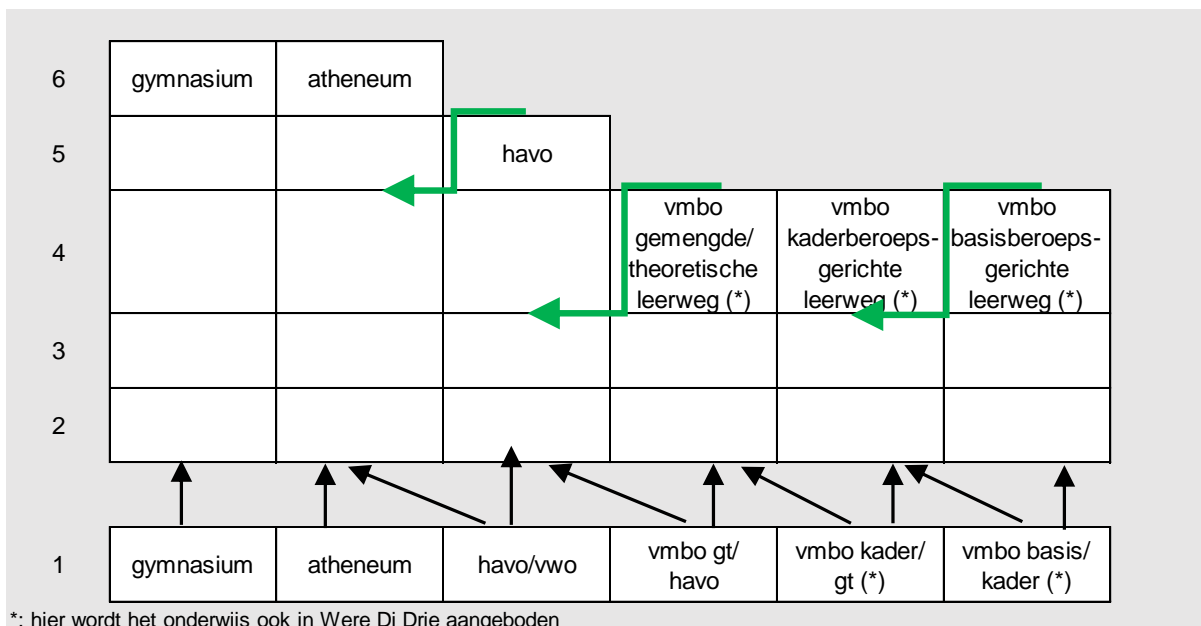 6 gymnasium atheneum
5 havo
4
vmbo
gemengde/
theoretische
leerweg (*)
vmbo
kaderberoeps-
gerichte
leerweg (*)
vmbo
basisberoeps-
gerichte
leerweg (*)
3
2
1 gymnasium atheneum havo/vwo
vmbo gt/
havo
vmbo kader/
gt (*)
vmbo basis/
kader (*)
*: hier wordt het onderwijs ook in Were Di Drie aangeboden